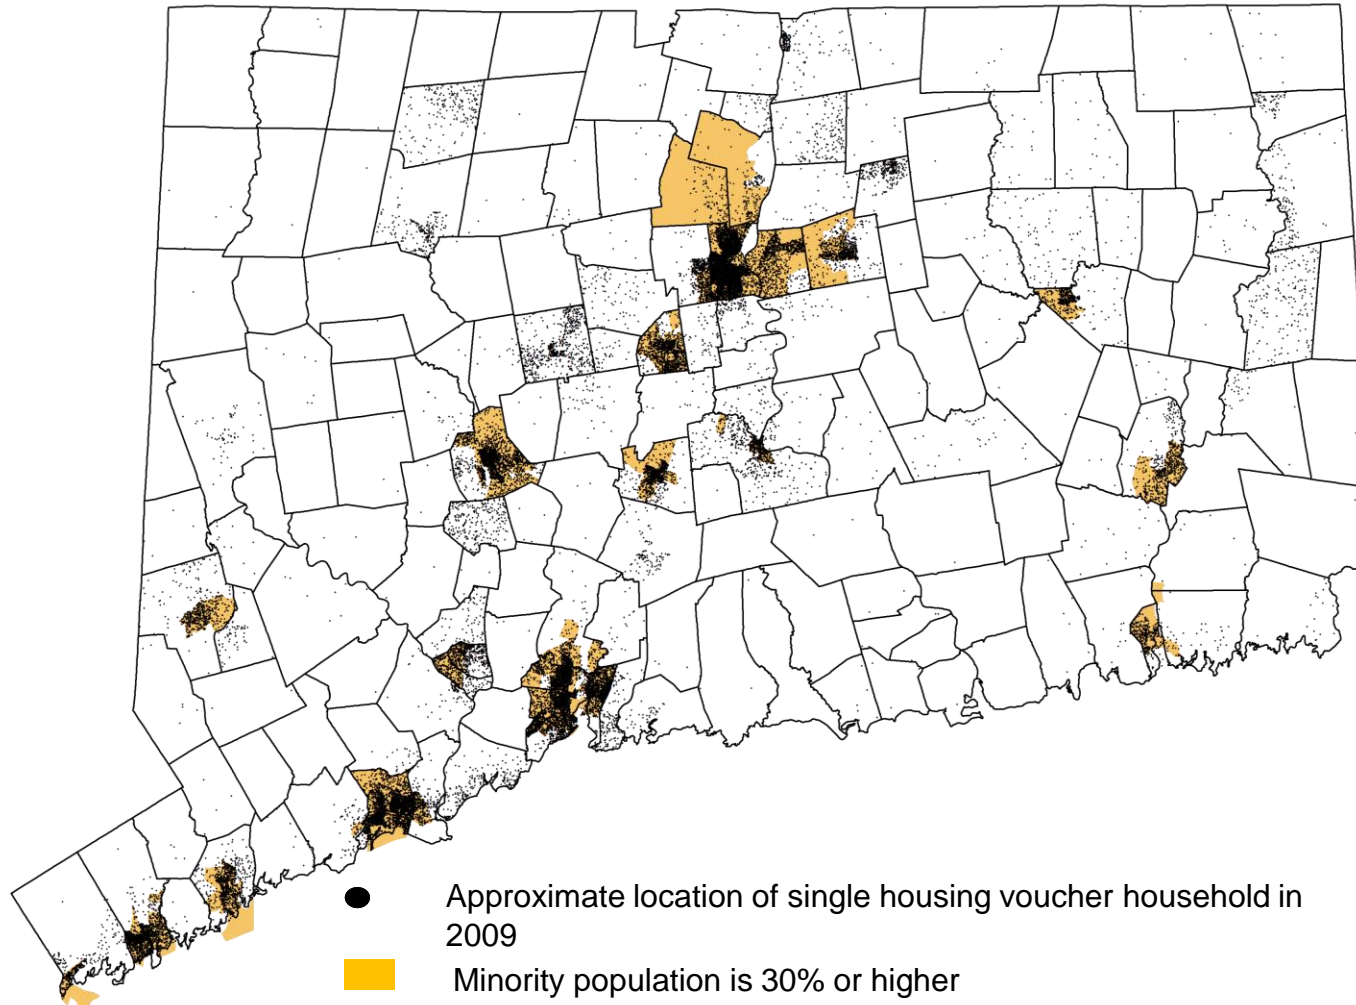 Approximate location of single housing voucher household in
2009
Minority population is 30% or higher